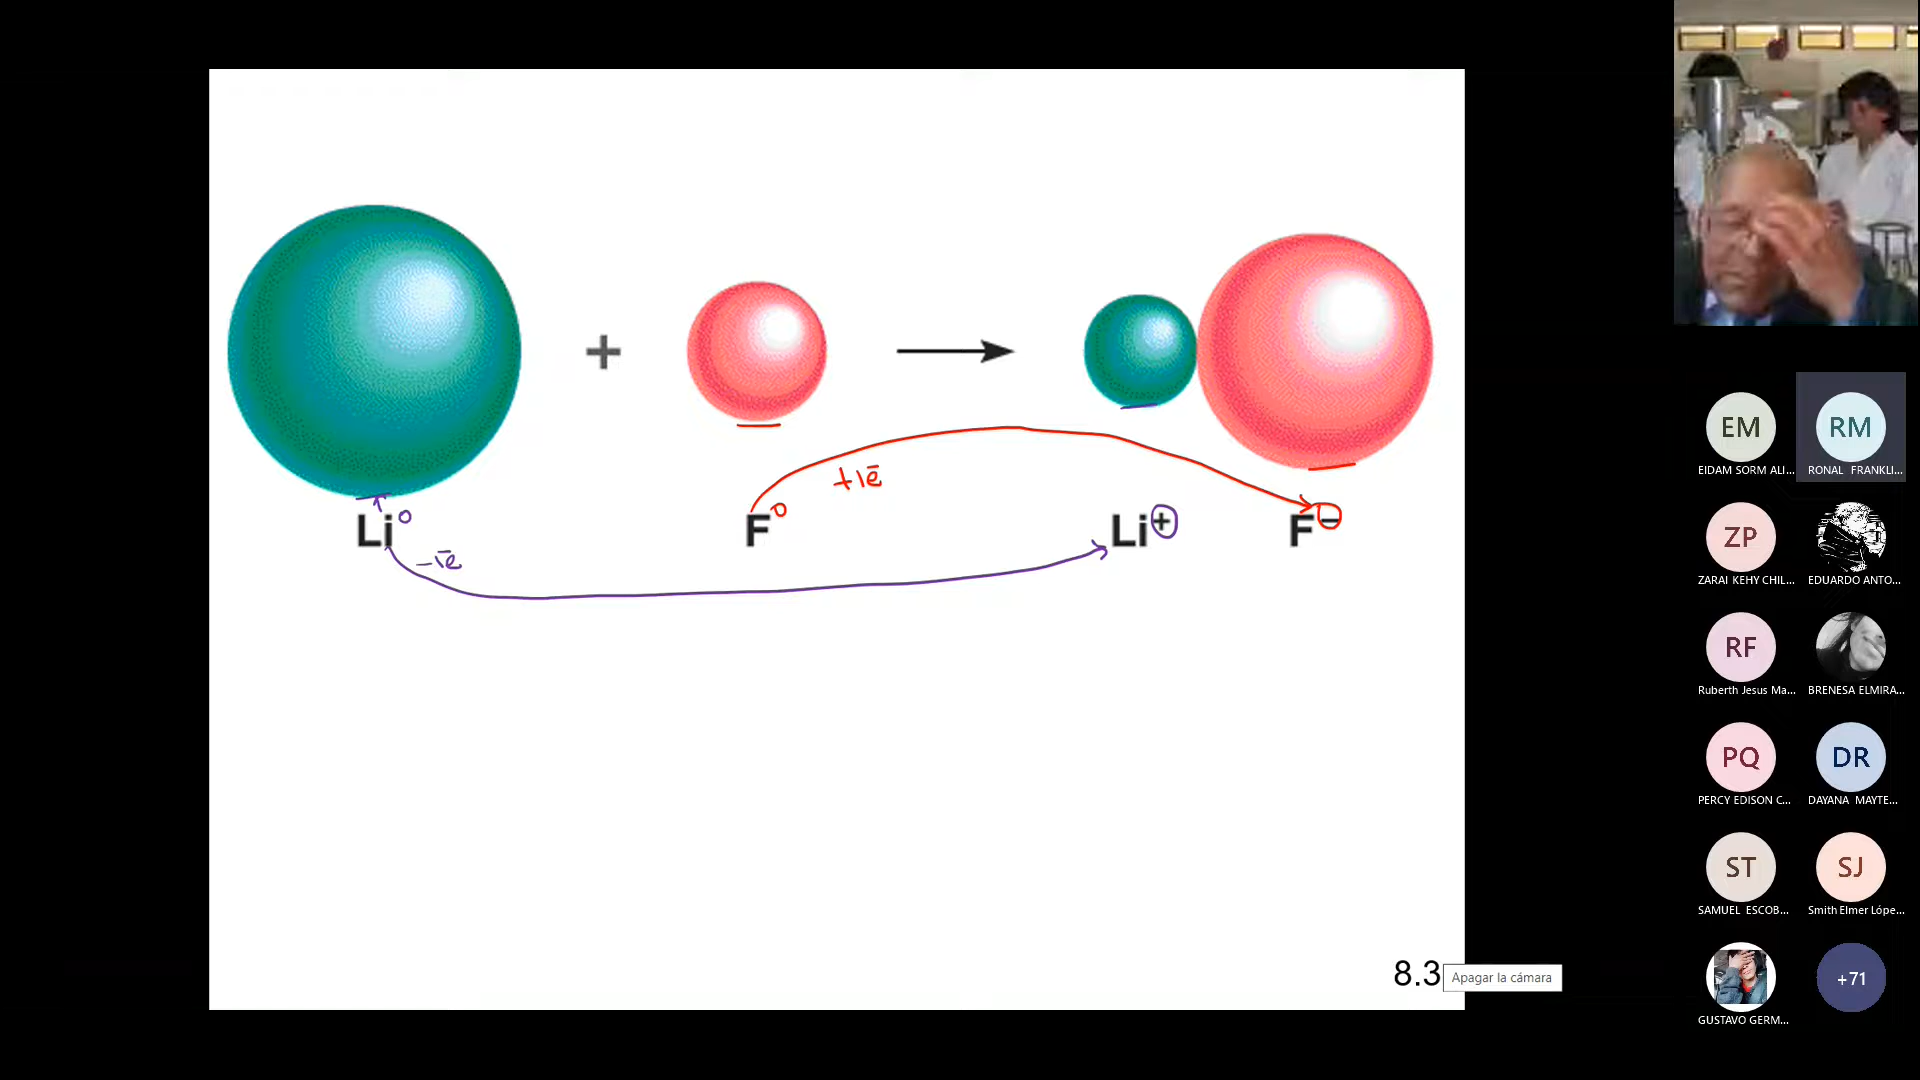 +
+1ē
Li⁰ F⁰ Li⁺ F⁻
-1ē
8.3
Apagar la cámara
EM RM
EIDAM SORM ALI... RONAL FRANKLI...
ZP
ZARAI KEHY CHIL... EDUARDO ANTO...
RF
Ruberth Jesus Ma... BRENESA ELMIRA...
PQ DR
PERCY EDISON C... DAYANA MAYTE...
ST SJ
SAMUEL ESCOB... Smith Elmer Lópe...
+71
GUSTAVO GERM...